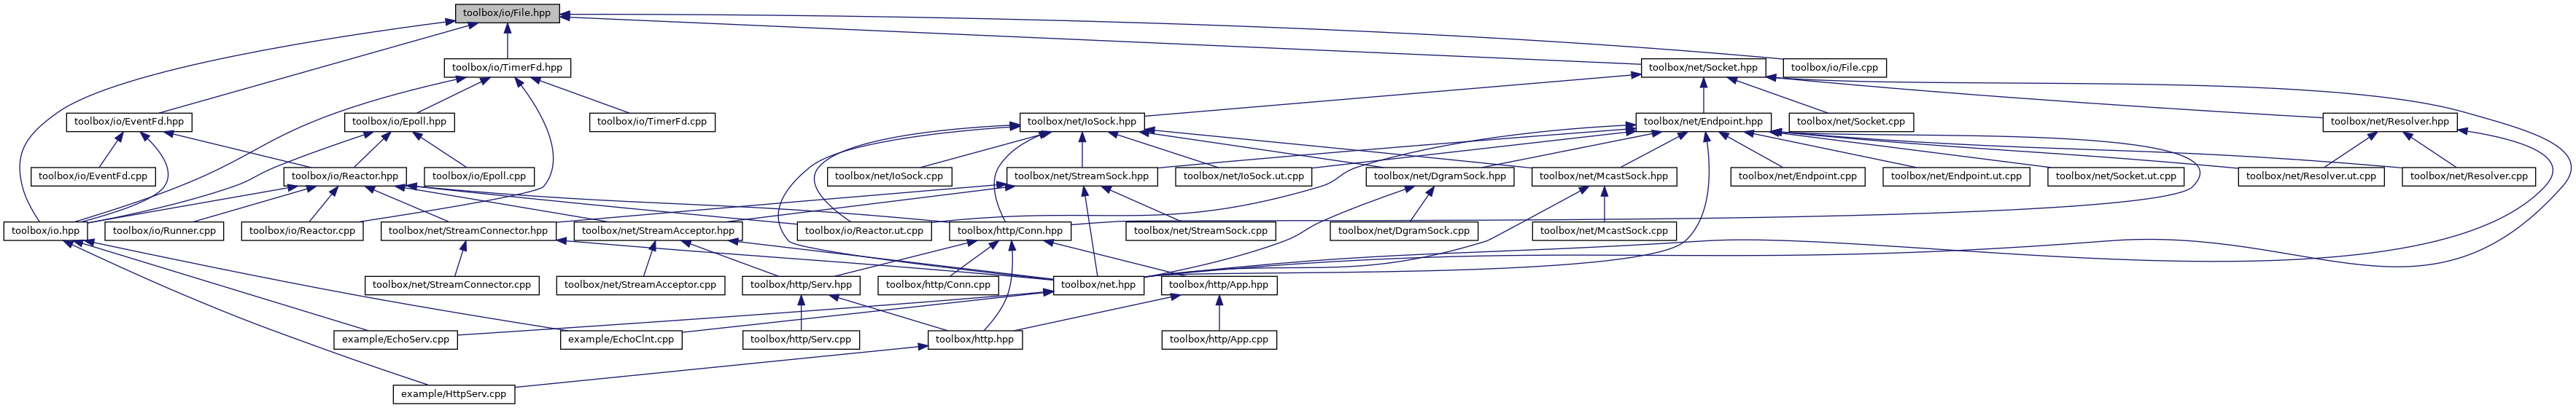 toolbox/io/File.hpp
toolbox/io/TimerFd.hpp
toolbox/net/Socket.hpp
toolbox/io/File.cpp
toolbox/io/EventFd.hpp
toolbox/io/Epoll.hpp
toolbox/io/TimerFd.cpp
toolbox/net/IoSock.hpp
toolbox/net/Endpoint.hpp
toolbox/net/Socket.cpp
toolbox/net/Resolver.hpp
toolbox/io/EventFd.cpp
toolbox/io/Reactor.hpp
toolbox/io/Epoll.cpp
toolbox/net/IoSock.cpp
toolbox/net/StreamSock.hpp
toolbox/net/IoSock.ut.cpp
toolbox/net/DgramSock.hpp
toolbox/net/McastSock.hpp
toolbox/net/Endpoint.cpp
toolbox/net/Endpoint.ut.cpp
toolbox/net/Socket.ut.cpp
toolbox/net/Resolver.ut.cpp
toolbox/net/Resolver.cpp
toolbox/io.hpp
toolbox/io/Runner.cpp
toolbox/io/Reactor.cpp
toolbox/net/StreamConnector.hpp
toolbox/net/StreamAcceptor.hpp
toolbox/io/Reactor.ut.cpp
toolbox/http/Conn.hpp
toolbox/net/StreamSock.cpp
toolbox/net/DgramSock.cpp
toolbox/net/McastSock.cpp
toolbox/net/StreamConnector.cpp
toolbox/net/StreamAcceptor.cpp
toolbox/http/Serv.hpp
toolbox/http/Conn.cpp
toolbox/net.hpp
toolbox/http/App.hpp
example/EchoServ.cpp
example/EchoClnt.cpp
toolbox/http/Serv.cpp
toolbox/http.hpp
toolbox/http/App.cpp
example/HttpServ.cpp